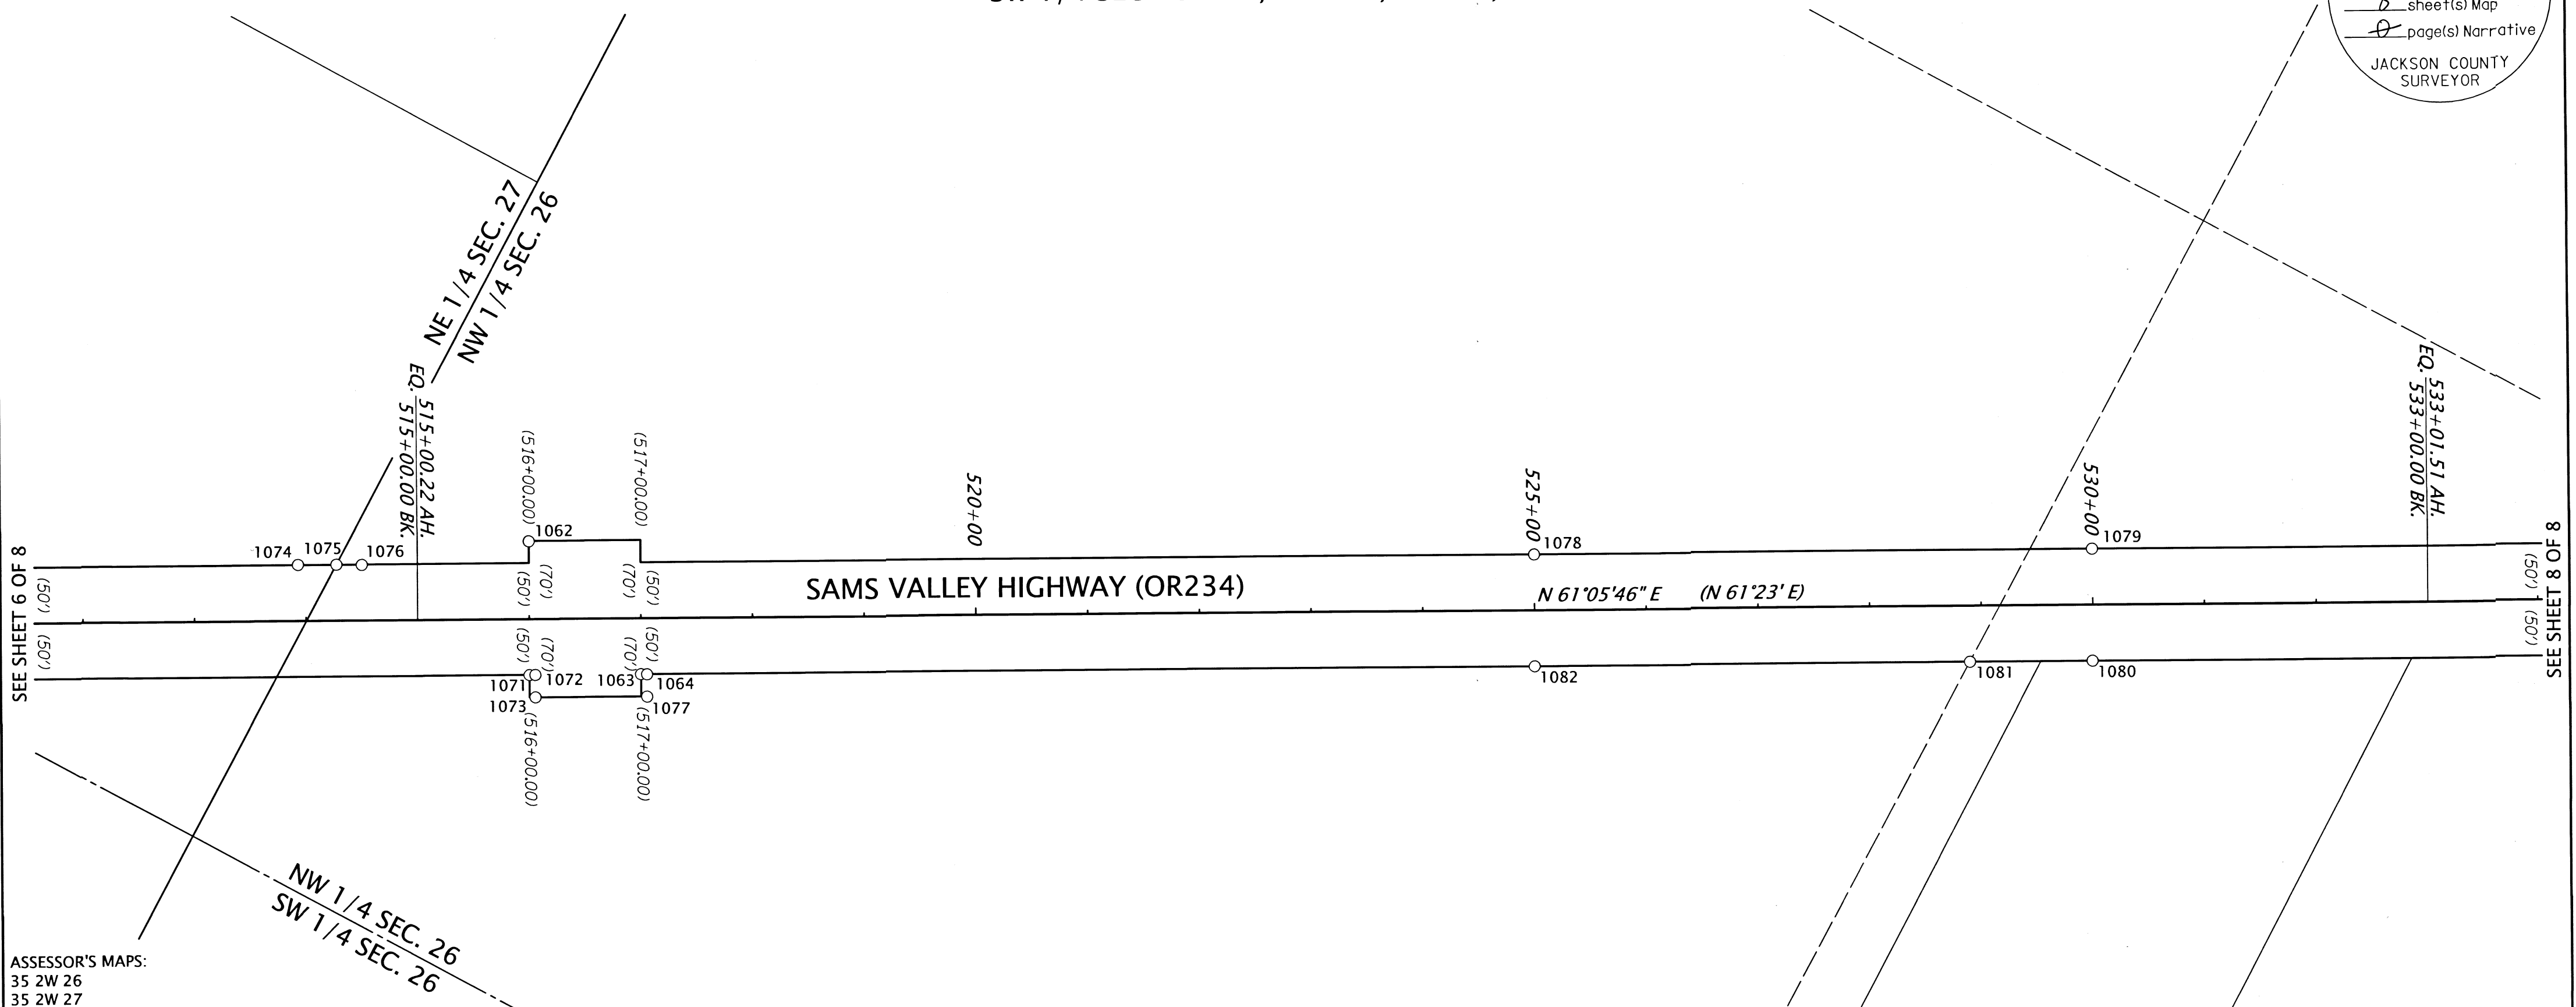 sheet(s) Map
page(s) Narrative
JACKSON COUNTY
SURVEYOR
NE 1/4 SEC. 27
NW 1/4 SEC. 26
EQ. 515+00.22 AH.
515+00.00 BK.
(516+00.00)
(517+00.00)
520+00
525+00
530+00
EQ. 533+01.51 AH.
533+00.00 BK.
1074
1075
1076
1062
1078
1079
SEE SHEET 6 OF 8
(50')
(50')
(50')
(70')
(70')
(50')
SAMS VALLEY HIGHWAY (OR234)
N 61°05'46" E
(N 61°23' E)
(50')
(50')
SEE SHEET 8 OF 8
(50')
(70')
(70')
(50')
1071
1072
1063
1064
1073
1077
1082
1081
1080
(516+00.00)
(517+00.00)
NW 1/4 SEC. 26
SW 1/4 SEC. 26
ASSESSOR'S MAPS:
35 2W 26
35 2W 27